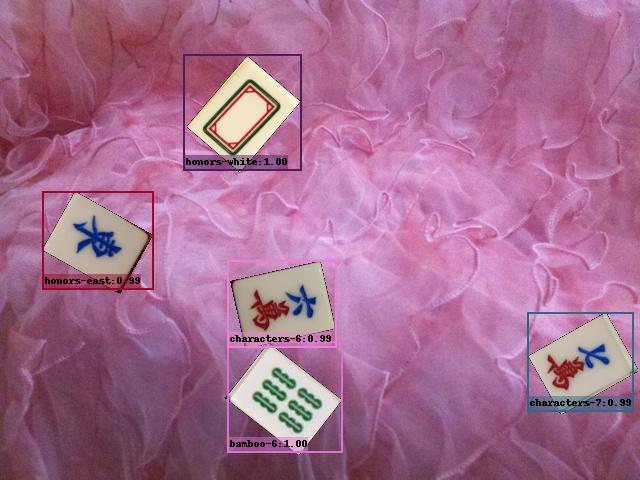 honors-white:1.00
東
honors-east:0.99
六萬
characters-6:0.99
七萬
characters-7:0.99
bamboo-6:1.00